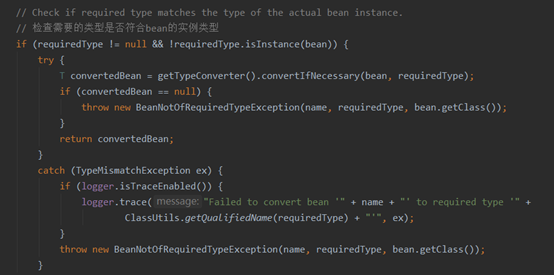 // Check if required type matches the type of the actual bean instance.
// 检查需要的类型是否符合bean的实例类型
if (requiredType != null && !requiredType.isInstance(bean)) {
try {
T convertedBean = getTypeConverter().convertIfNecessary(bean, requiredType);
if (convertedBean == null) {
throw new BeanNotOfRequiredTypeException(name, requiredType, bean.getClass());
}
return convertedBean;
}
catch (TypeMismatchException ex) {
if (logger.isTraceEnabled()) {
logger.trace( message: "Failed to convert bean '" + name + "' to required type '" +
ClassUtils.getQualifiedName(requiredType) + "'", ex);
}
throw new BeanNotOfRequiredTypeException(name, requiredType, bean.getClass());
}